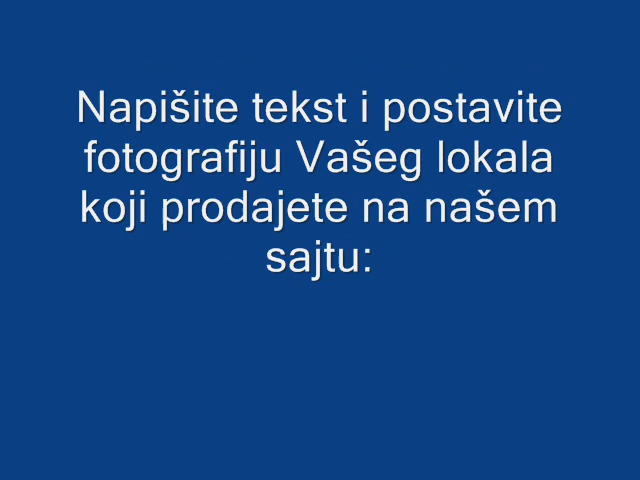 Napišite tekst i postavite
fotografiju Vašeg lokala
koji prodajete na našem
sajtu: